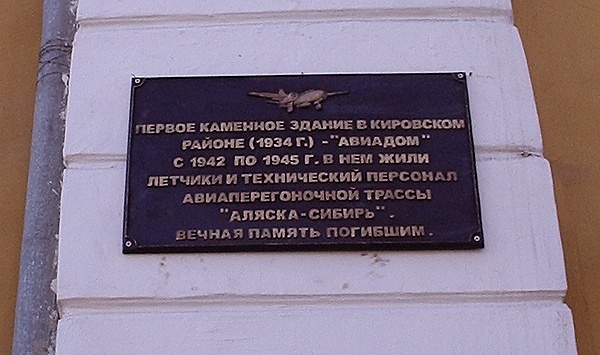 ПЕРВОЕ КАМЕННОЕ ЗДАНИЕ В КИРОВСКОМ
РАЙОНЕ (1934 Г.) - "АВИАДОМ"
С 1942 ПО 1945 Г. В НЕМ ЖИЛИ
ЛЕТЧИКИ И ТЕХНИЧЕСКИЙ ПЕРСОНАЛ
АВИАПЕРЕГОНОЧНОЙ ТРАССЫ
"АЛЯСКА-СИБИРЬ".
ВЕЧНАЯ ПАМЯТЬ ПОГИБШИМ.